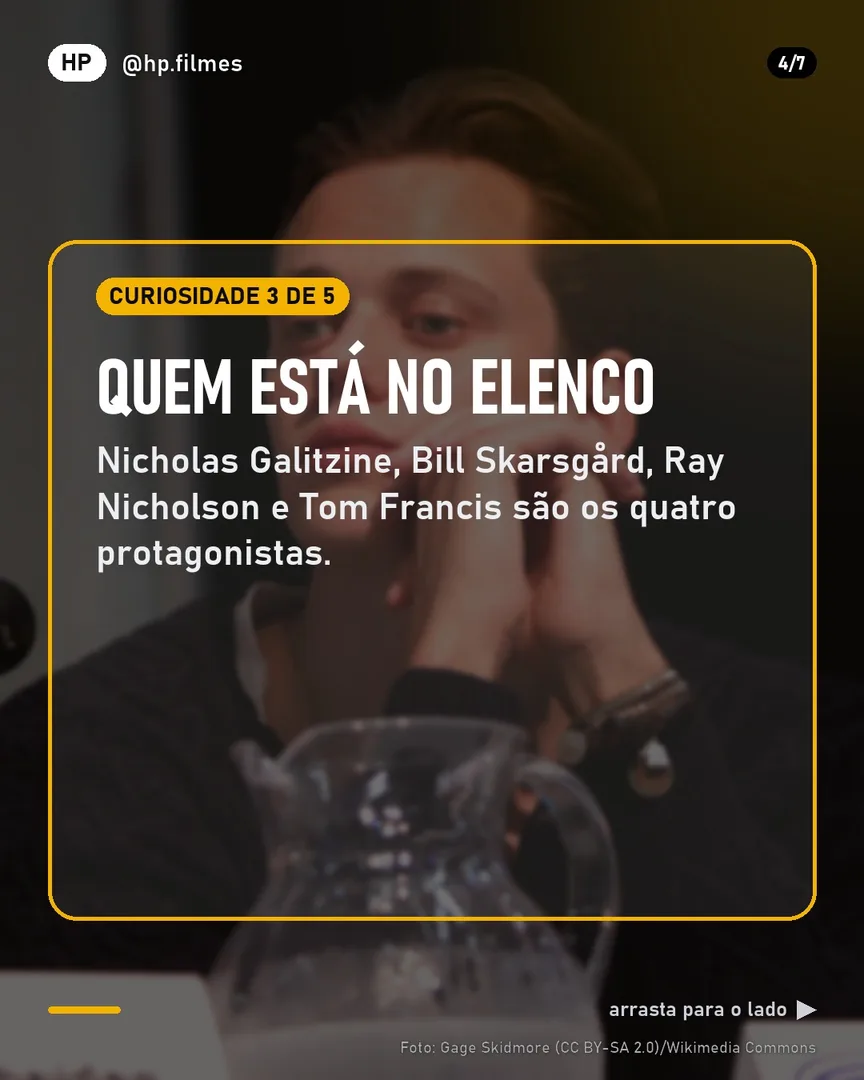 HP @hp.filmes
4/7
CURIOSIDADE 3 DE 5
QUEM ESTÁ NO ELENCO
Nicholas Galitzine, Bill Skarsgård, Ray
Nicholson e Tom Francis são os quatro
protagonistas.
arrasta para o lado ▶
Foto: Gage Skidmore (CC BY-SA 2.0)/Wikimedia Commons